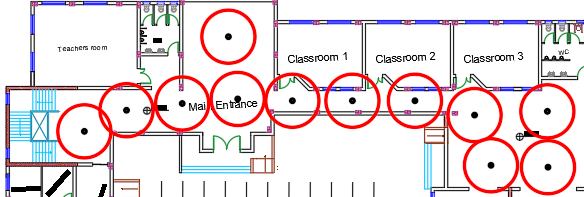 Teachers room
Classroom 1
Classroom 2
Classroom 3
WC
Main Entrance